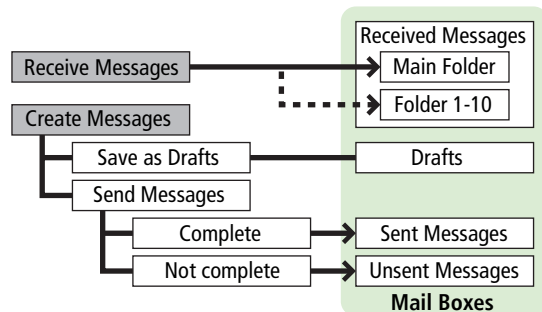 Received Messages
Receive Messages
Main Folder
Folder 1-10
Create Messages
Save as Drafts
Drafts
Send Messages
Complete
Sent Messages
Not complete
Unsent Messages
Mail Boxes